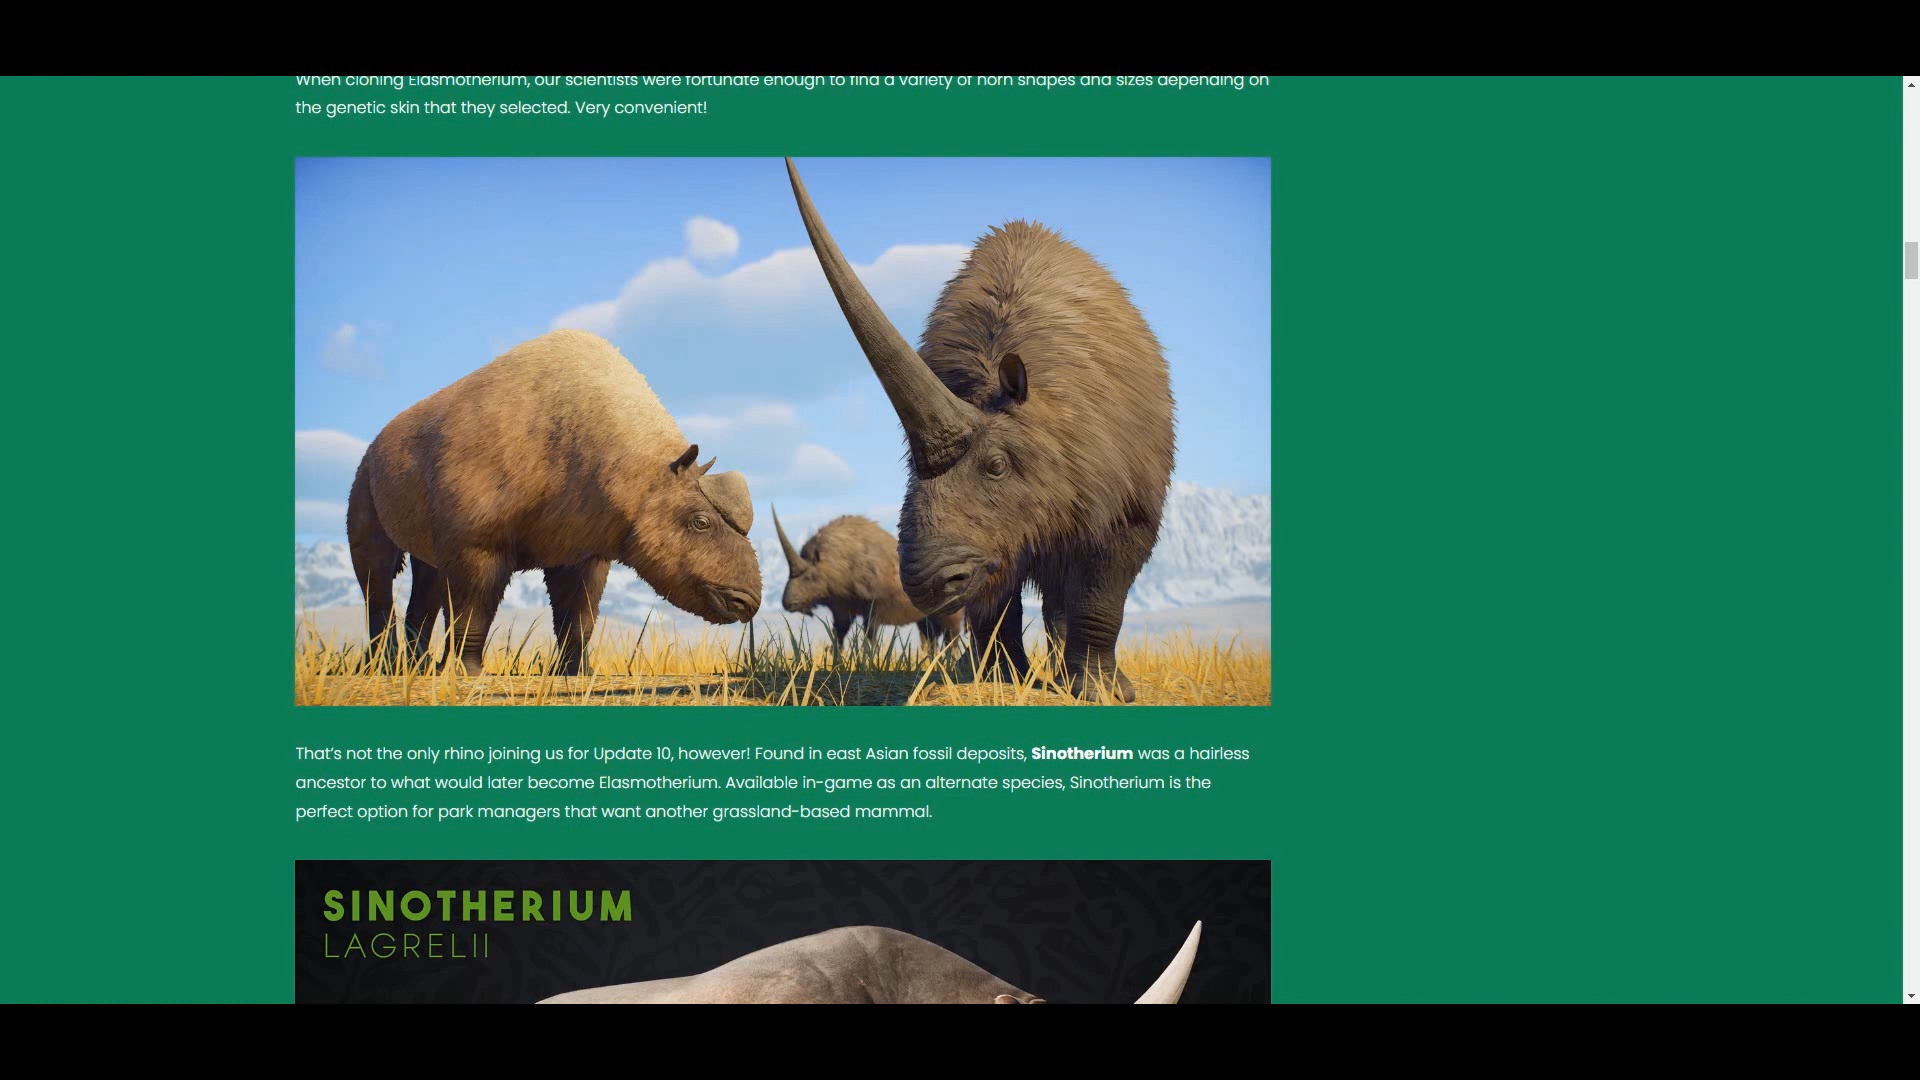 When cloning Elasmotherium, our scientists were fortunate enough to find a variety of horn shapes and sizes depending on
the genetic skin that they selected. Very convenient!
That's not the only rhino joining us for Update 10, however! Found in east Asian fossil deposits, Sinotherium was a hairless
ancestor to what would later become Elasmotherium. Available in-game as an alternate species, Sinotherium is the
perfect option for park managers that want another grassland-based mammal.
SINOTHERIUM
LAGRELII